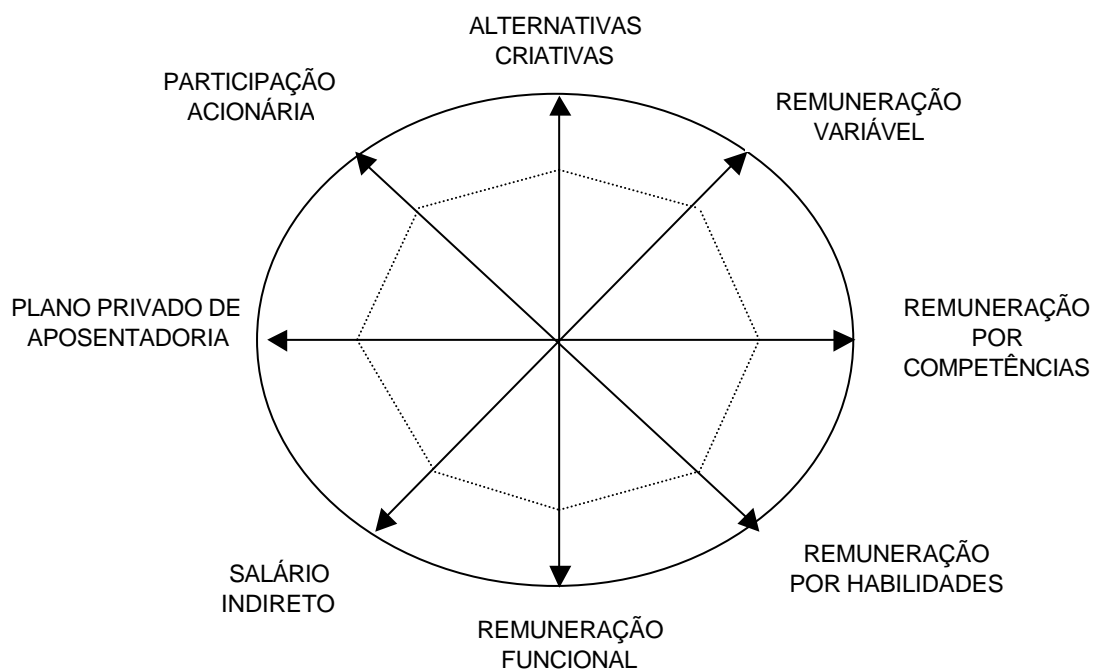 ALTERNATIVAS
CRIATIVAS
PARTICIPAÇÃO
ACIONÁRIA
REMUNERAÇÃO
VARIÁVEL
PLANO PRIVADO DE
APOSENTADORIA
REMUNERAÇÃO
POR
COMPETÊNCIAS
SALÁRIO
INDIRETO
REMUNERAÇÃO
POR HABILIDADES
REMUNERAÇÃO
FUNCIONAL